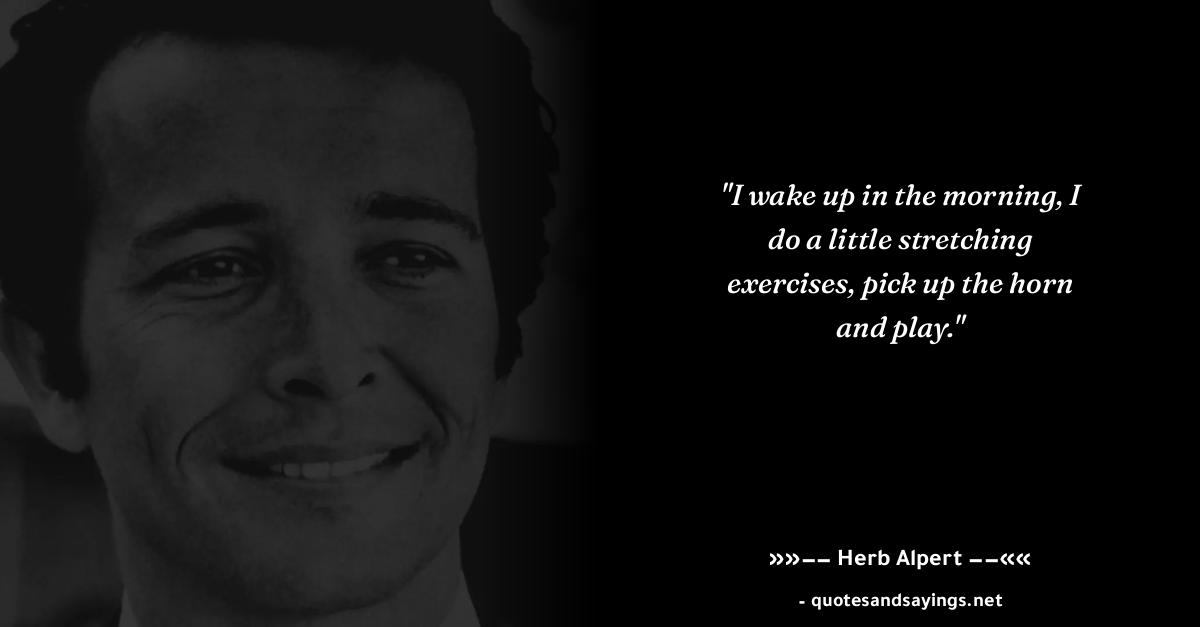 "I wake up in the morning, I
do a little stretching
exercises, pick up the horn
and play."
»»–– Herb Alpert ––««
- quotesandsayings.net